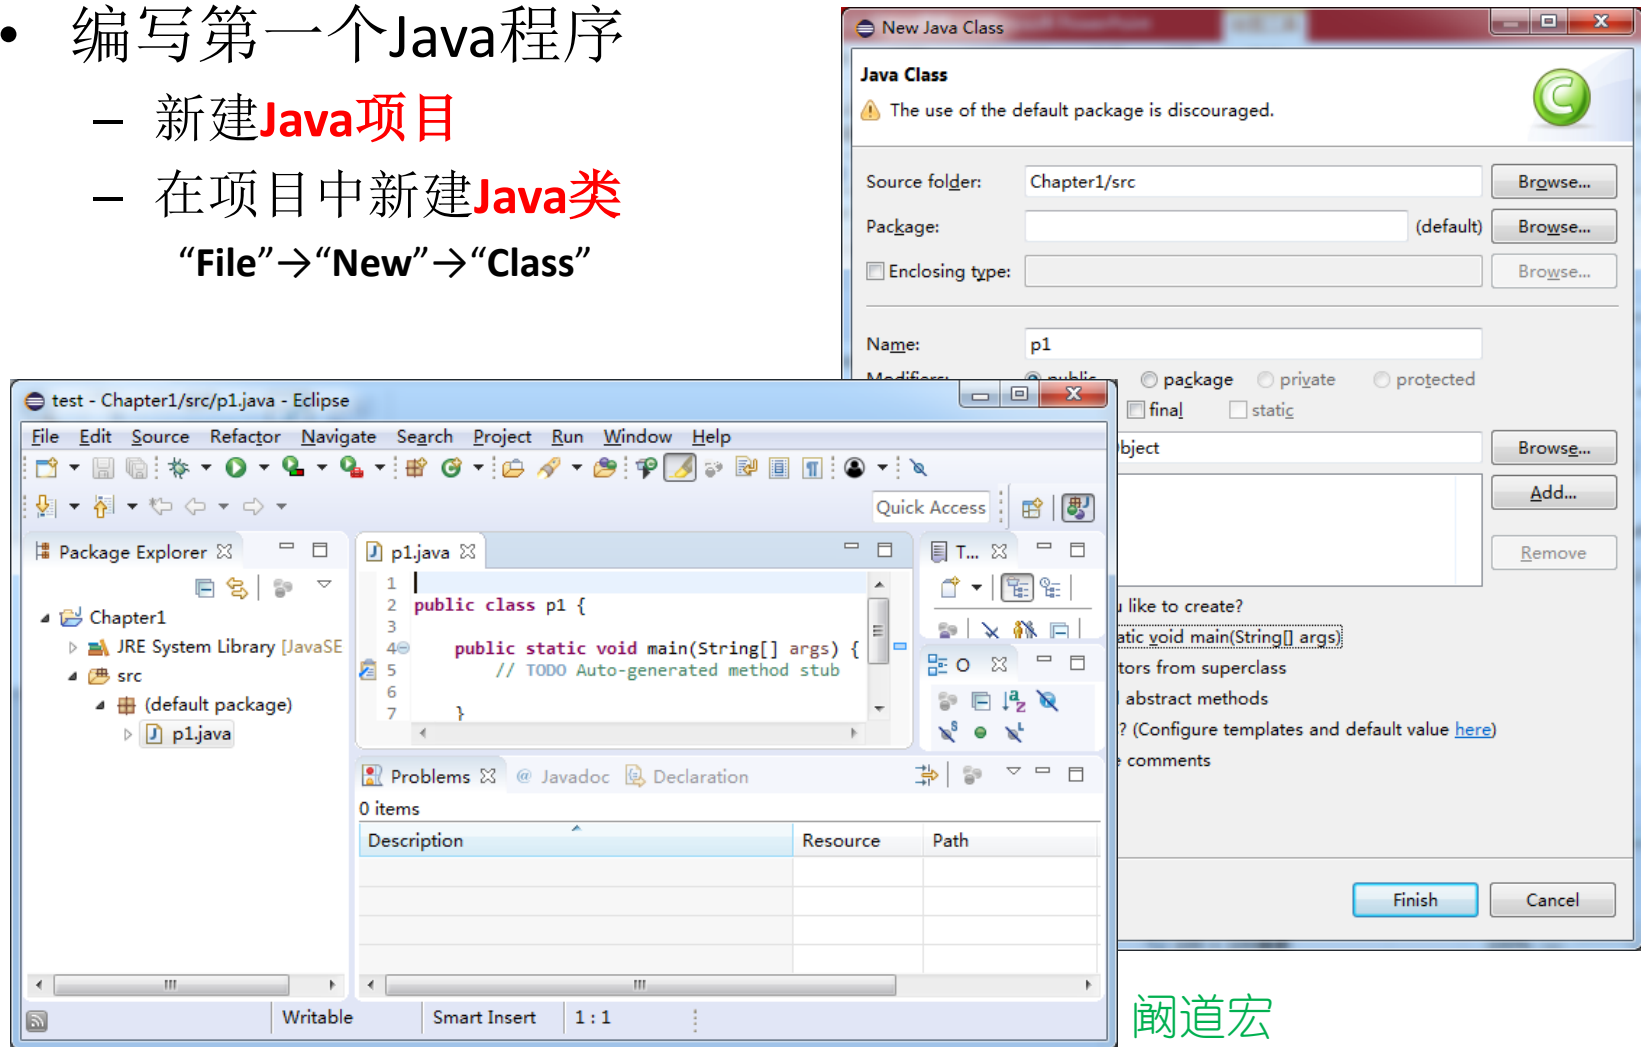 • 编写第一个Java程序
– 新建Java项目
– 在项目中新建Java类
“File”→“New”→“Class”
New Java Class
Java Class
The use of the default package is discouraged.
Source folder: Chapter1/src Browse...
Package: (default) Browse...
Enclosing type: Browse...
Name: p1
package private protected
final static
Browse...
Add...
Remove
like to create?
void main(String[] args)
from superclass
abstract methods
? (Configure templates and default value here)
comments
Finish Cancel
test - Chapter1/src/p1.java - Eclipse
File Edit Source Refactor Navigate Search Project Run Window Help
Quick Access
Package Explorer
Chapter1
JRE System Library [JavaSE
src
(default package)
p1.java
p1.java
1
2 public class p1 {
3
4 public static void main(String[] args) {
5 // TODO Auto-generated method stub
6
7 }
T...
O
Problems @ Javadoc Declaration
0 items
Description Resource Path
Writable Smart Insert 1 : 1
阚道宏